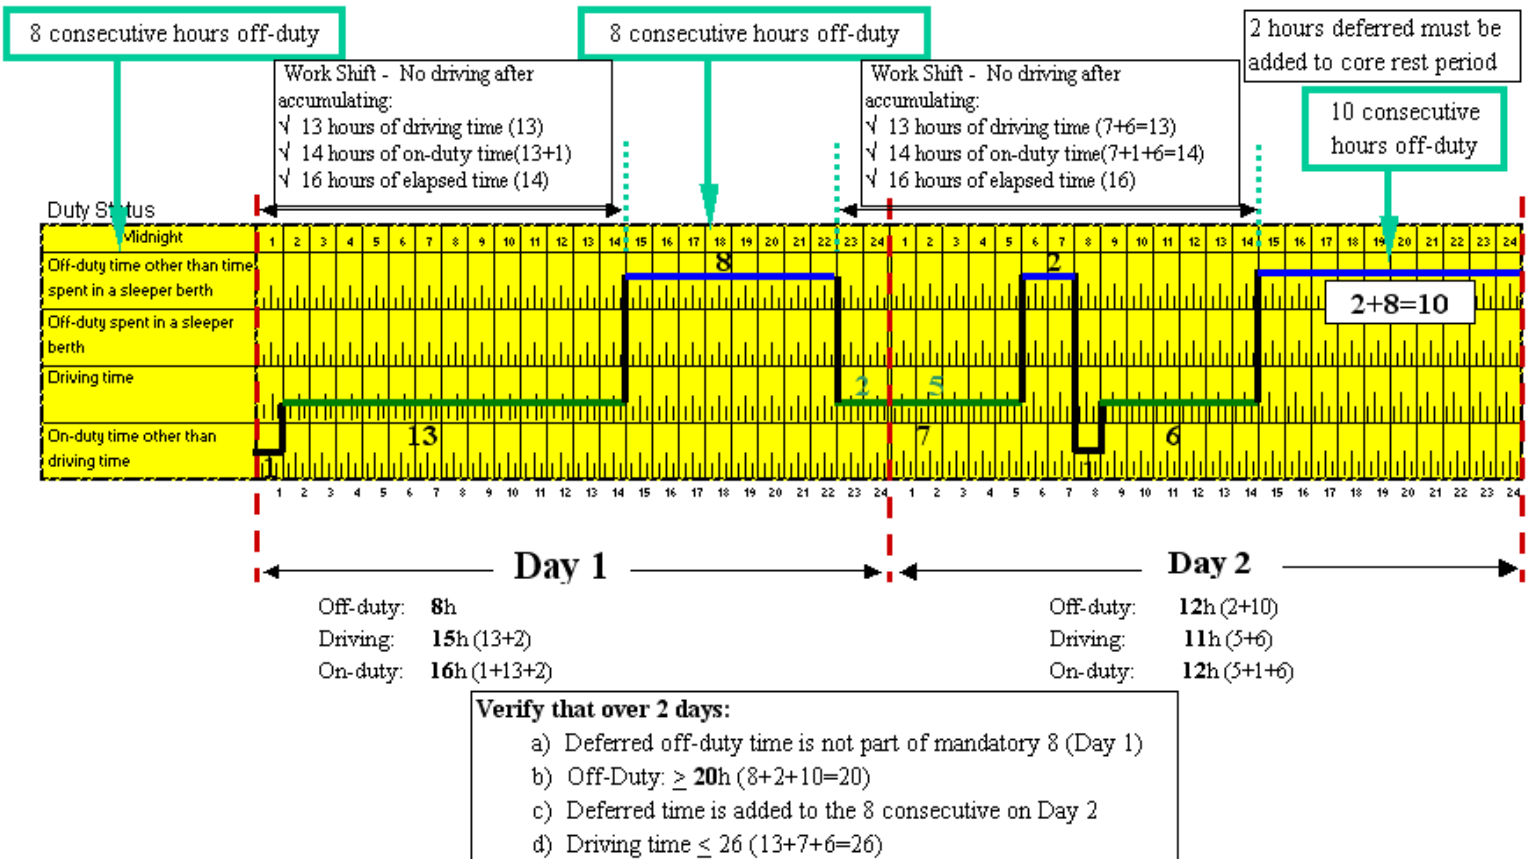 8 consecutive hours off-duty
8 consecutive hours off-duty
2 hours deferred must be
added to core rest period
Work Shift - No driving after
accumulating:
√ 13 hours of driving time (13)
√ 14 hours of on-duty time(13+1)
√ 16 hours of elapsed time (14)
Work Shift - No driving after
accumulating:
√ 13 hours of driving time (7+6=13)
√ 14 hours of on-duty time(7+1+6=14)
√ 16 hours of elapsed time (16)
10 consecutive
hours off-duty
Duty Status
Midnight
1 2 3 4 5 6 7 8 9 10 11 12 13 14 15 16 17 18 19 20 21 22 23 24 1 2 3 4 5 6 7 8 9 10 11 12 13 14 15 16 17 18 19 20 21 22 23 24
Off-duty time other than time
spent in a sleeper berth
8
2
2+8=10
Off-duty spent in a sleeper
berth
Driving time
2
5
On-duty time other than
driving time
1
13
7
1
6
1 2 3 4 5 6 7 8 9 10 11 12 13 14 15 16 17 18 19 20 21 22 23 24 1 2 3 4 5 6 7 8 9 10 11 12 13 14 15 16 17 18 19 20 21 22 23 24
Day 1
Day 2
Off-duty: 8h
Driving: 15h (13+2)
On-duty: 16h (1+13+2)
Off-duty: 12h (2+10)
Driving: 11h (5+6)
On-duty: 12h (5+1+6)
Verify that over 2 days:
a) Deferred off-duty time is not part of mandatory 8 (Day 1)
b) Off-Duty: ≥ 20h (8+2+10=20)
c) Deferred time is added to the 8 consecutive on Day 2
d) Driving time ≤ 26 (13+7+6=26)